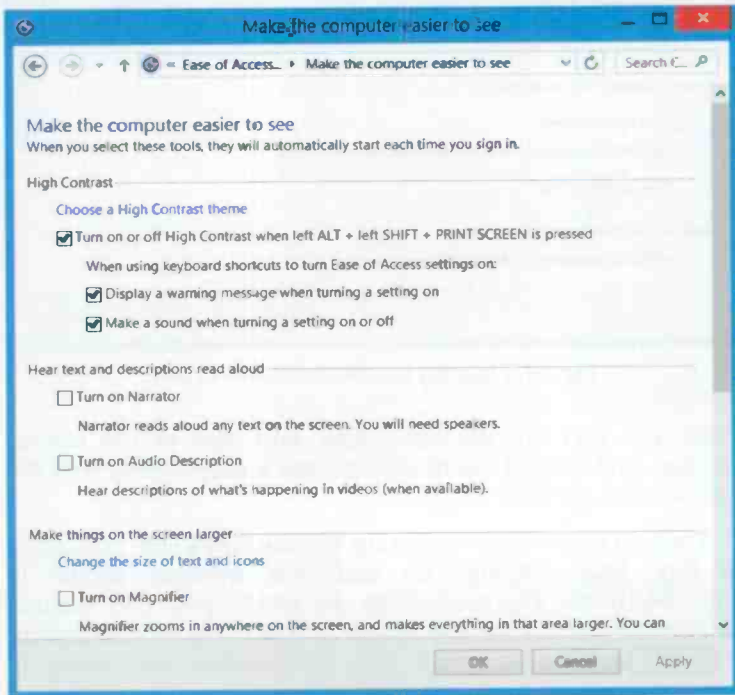 Make the computer easier to see
« Ease of Access... ▸ Make the computer easier to see Search C...
Make the computer easier to see
When you select these tools, they will automatically start each time you sign in.
High Contrast
Choose a High Contrast theme
Turn on or off High Contrast when left ALT + left SHIFT + PRINT SCREEN is pressed
When using keyboard shortcuts to turn Ease of Access settings on:
Display a warning message when turning a setting on
Make a sound when turning a setting on or off
Hear text and descriptions read aloud
Turn on Narrator
Narrator reads aloud any text on the screen. You will need speakers.
Turn on Audio Description
Hear descriptions of what's happening in videos (when available).
Make things on the screen larger
Change the size of text and icons
Turn on Magnifier
Magnifier zooms in anywhere on the screen, and makes everything in that area larger. You can
OK Cancel Apply